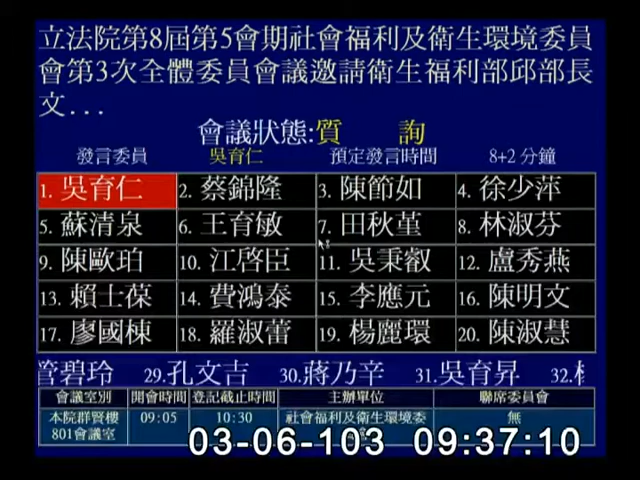 立法院第8屆第5會期社會福利及衛生環境委員
會第3次全體委員會議邀請衛生福利部邱部長
文...
會議狀態:質 詢
發言委員 吳育仁 預定發言時間 8+2 分鐘
1. 吳育仁 2. 蔡錦隆 3. 陳節如 4. 徐少萍
5. 蘇清泉 6. 王育敏 7. 田秋堇 8. 林淑芬
9. 陳歐珀 10. 江啓臣 11. 吳秉叡 12. 盧秀燕
13. 賴士葆 14. 費鴻泰 15. 李應元 16. 陳明文
17. 廖國棟 18. 羅淑蕾 19. 楊麗環 20. 陳淑慧
管碧玲 29.孔文吉 30.蔣乃辛 31.吳育昇 32.
會議室別 開會時間 登記截止時間 主辦單位 聯席委員會
本院群賢樓 09:05 10:30 社會福利及衛生環境委 無
801會議室
03-06-103 09:37:10